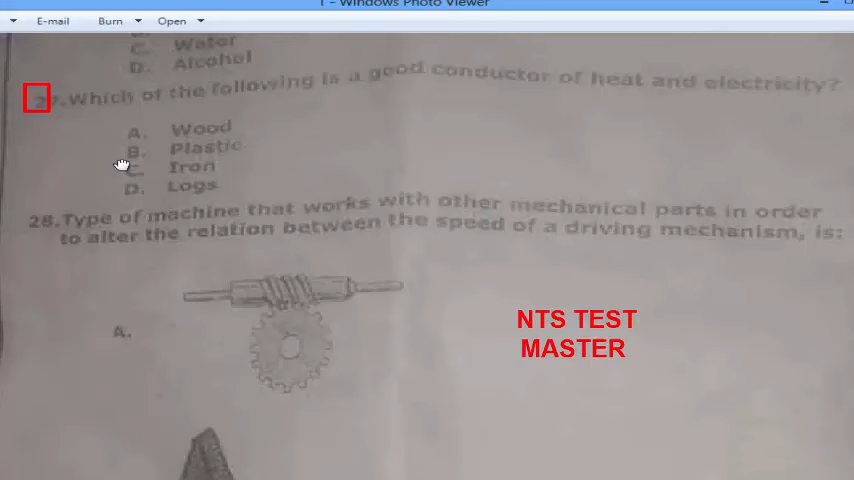 1 - Windows Photo Viewer
E-mail Burn Open
C. Water
D. Alcohol
27.Which of the following is a good conductor of heat and electricity?
A. Wood
B. Plastic
C. Iron
D. Logs
28.Type of machine that works with other mechanical parts in order
to alter the relation between the speed of a driving mechanism, is:
A.
NTS TEST
MASTER